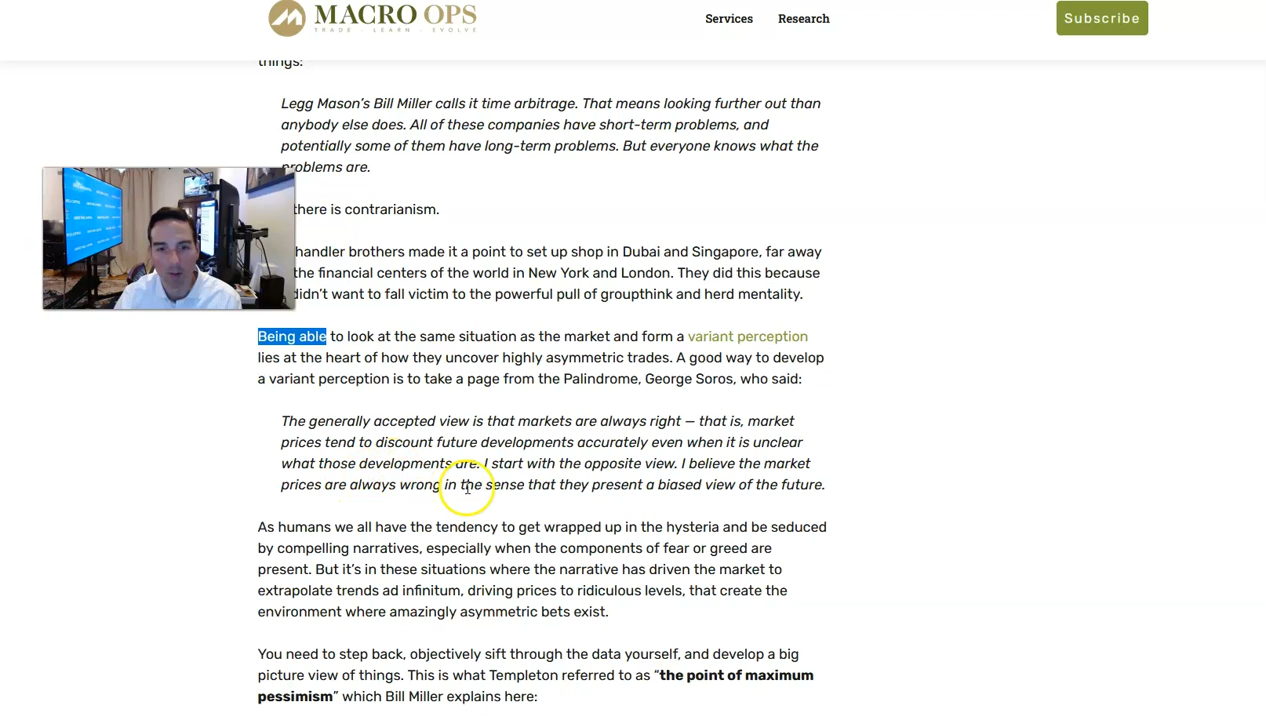 MACRO OPS
TRADE . LEARN . EVOLVE
Services
Research
Subscribe
things:
Legg Mason's Bill Miller calls it time arbitrage. That means looking further out than
anybody else does. All of these companies have short-term problems, and
potentially some of them have long-term problems. But everyone knows what the
problems are.
there is contrarianism.
handler brothers made it a point to set up shop in Dubai and Singapore, far away
the financial centers of the world in New York and London. They did this because
didn't want to fall victim to the powerful pull of groupthink and herd mentality.
Being able to look at the same situation as the market and form a variant perception
lies at the heart of how they uncover highly asymmetric trades. A good way to develop
a variant perception is to take a page from the Palindrome, George Soros, who said:
The generally accepted view is that markets are always right — that is, market
prices tend to discount future developments accurately even when it is unclear
what those developments are. I start with the opposite view. I believe the market
prices are always wrong in the sense that they present a biased view of the future.
As humans we all have the tendency to get wrapped up in the hysteria and be seduced
by compelling narratives, especially when the components of fear or greed are
present. But it's in these situations where the narrative has driven the market to
extrapolate trends ad infinitum, driving prices to ridiculous levels, that create the
environment where amazingly asymmetric bets exist.
You need to step back, objectively sift through the data yourself, and develop a big
picture view of things. This is what Templeton referred to as “the point of maximum
pessimism” which Bill Miller explains here: